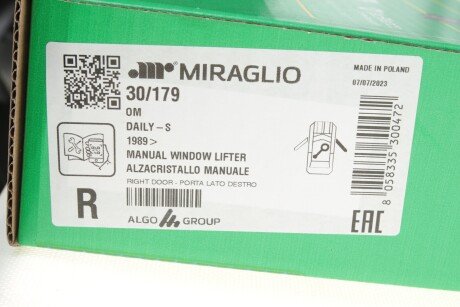 MIRAGLIO
MADE IN POLAND
07/07/2023
30/179
OM
DAILY-S
1989 >
MANUAL WINDOW LIFTER
ALZACRISTALLO MANUALE
RIGHT DOOR - PORTA LATO DESTRO
R
ALGO GROUP
8 058335 300472
EAC